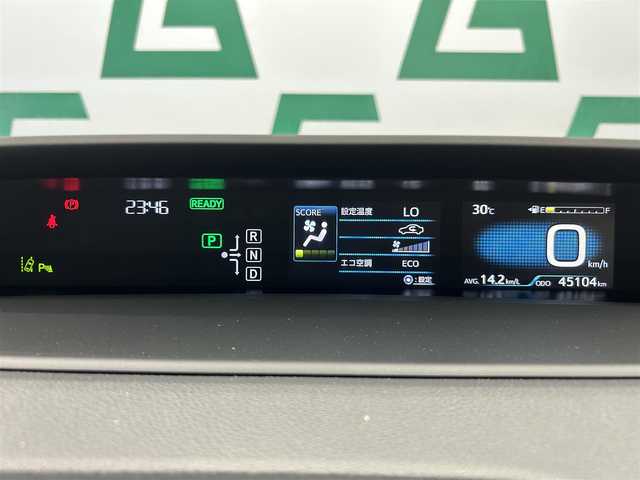 23:46
READY
P
R
N
D
P
SCORE
設定温度 LO
エコ空調 ECO
:設定
30℃
E F
0 km/h
AVG. 14.2 km/L
ODO 45104 km